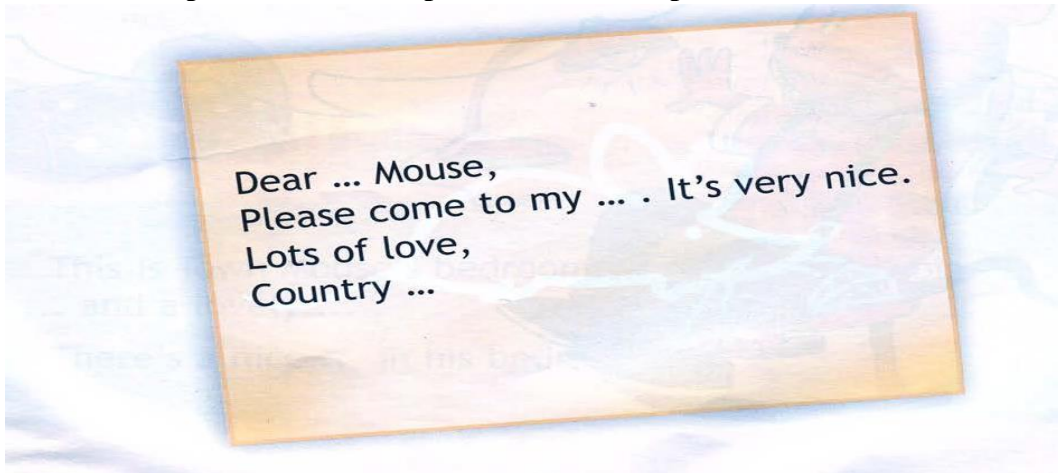 Dear ... Mouse,
Please come to my ... . It's very nice.
Lots of love,
Country ...